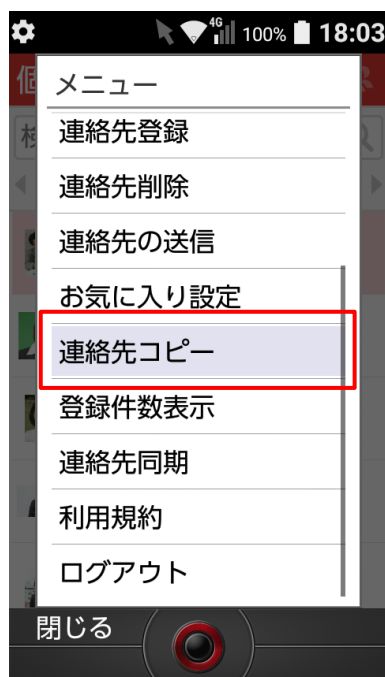 4G 100% 18:03
個
メニュー
検
連絡先登録
連絡先削除
連絡先の送信
お気に入り設定
連絡先コピー
登録件数表示
連絡先同期
利用規約
ログアウト
閉じる